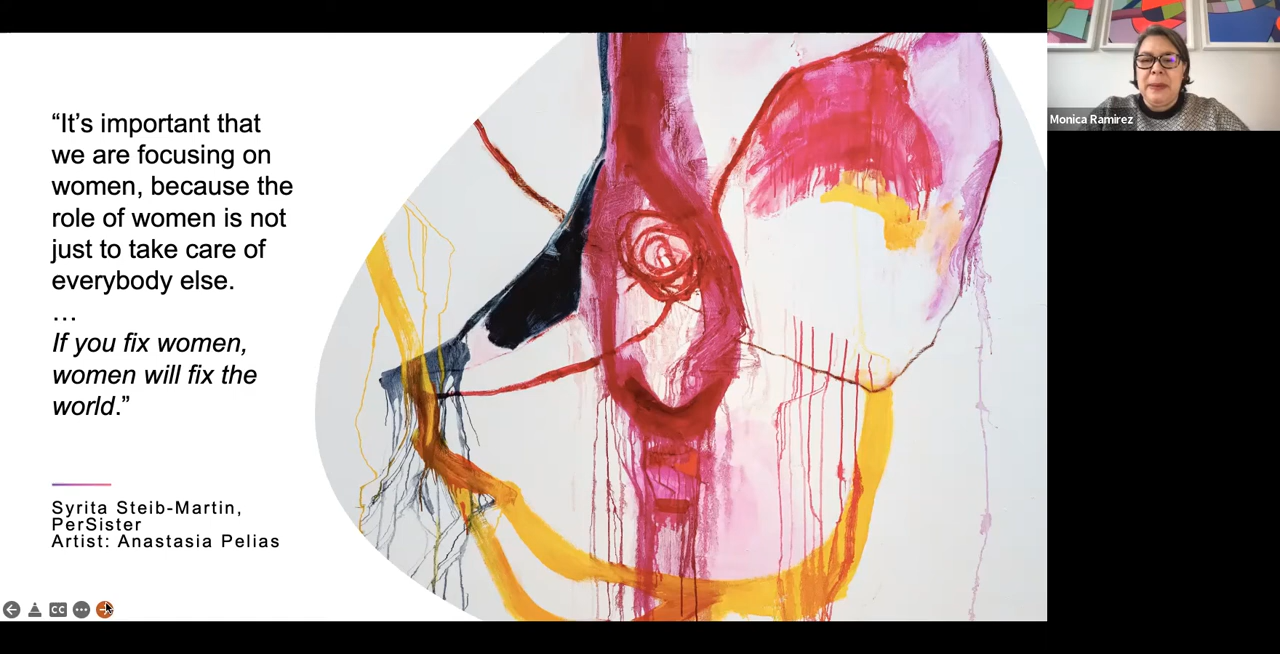 “It’s important that
we are focusing on
women, because the
role of women is not
just to take care of
everybody else.
…
If you fix women,
women will fix the
world.”
Syrita Steib-Martin,
PerSister
Artist: Anastasia Pelias
CC
Monica Ramirez